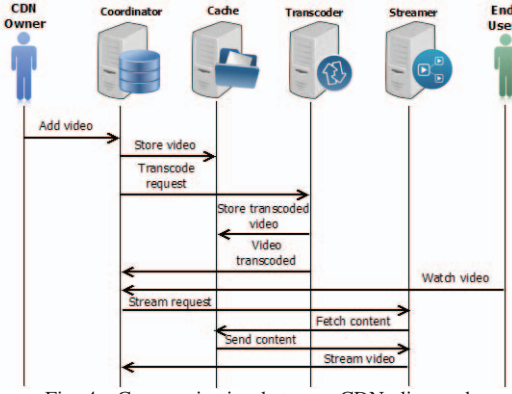 CDN
Owner
Coordinator
Cache
Transcoder
Streamer
End
User
Add video
Store video
Transcode
request
Store transcoded
video
Video
transcoded
Watch video
Stream request
Fetch content
Send content
Stream video